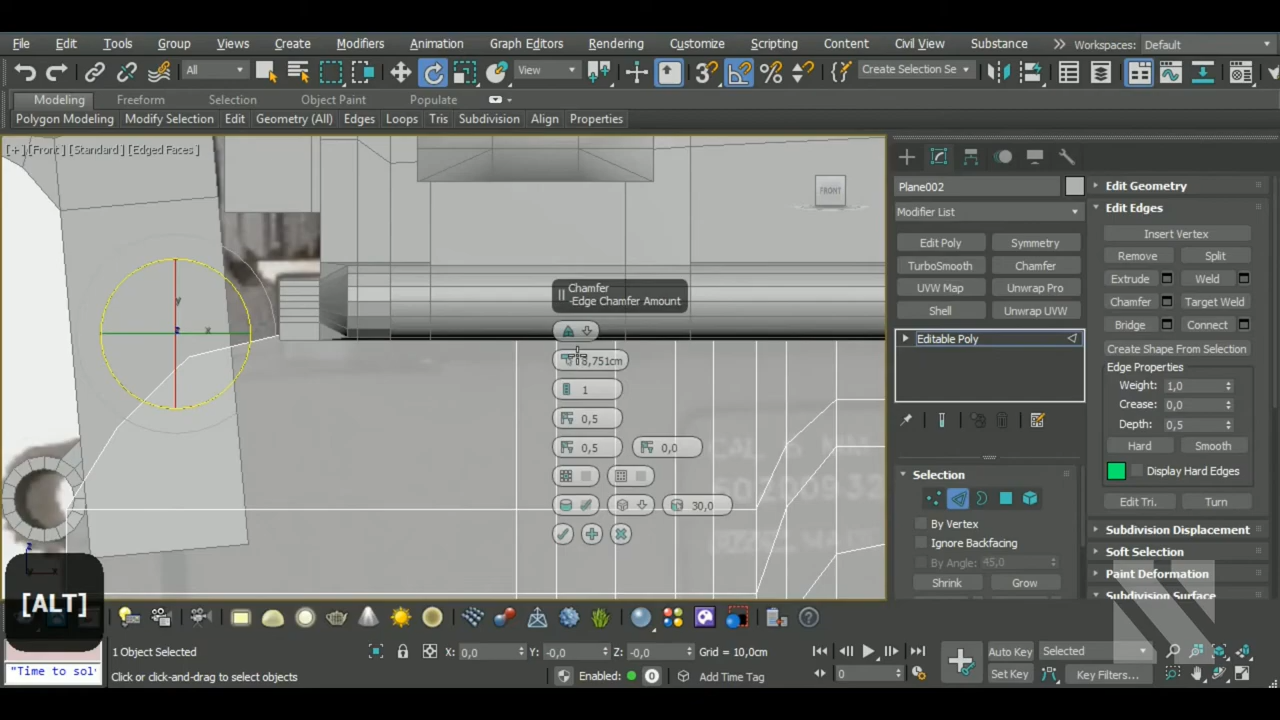 File Edit Tools Group Views Create Modifiers Animation Graph Editors Rendering Customize Scripting Content Civil View Substance Workspaces: Default
All View Create Selection Se
Modeling Freeform Selection Object Paint Populate
Polygon Modeling Modify Selection Edit Geometry (All) Edges Loops Tris Subdivision Align Properties
[+] [Front] [Standard] [Edged Faces]
FRONT
y
x
z
Chamfer
-Edge Chamfer Amount
8,751cm
1
0,5
0,5 0,0
30,0
Plane002
Modifier List
Edit Poly Symmetry
TurboSmooth Chamfer
UVW Map Unwrap Pro
Shell Unwrap UVW
Editable Poly
Selection
By Vertex
Ignore Backfacing
By Angle: 45,0
Shrink Grow
Edit Geometry
Edit Edges
Insert Vertex
Remove Split
Extrude Weld
Chamfer Target Weld
Bridge Connect
Create Shape From Selection
Edge Properties
Weight: 1,0
Crease: 0,0
Depth: 0,5
Hard Smooth
Display Hard Edges
Edit Tri. Turn
Subdivision Displacement
Soft Selection
Paint Deformation
Subdivision Surface
[ALT]
"Time to sol
1 Object Selected
Click or click-and-drag to select objects
X: 0,0 Y: -0,0 Z: -0,0 Grid = 10,0cm
Enabled: 0 Add Time Tag
0
Auto Key Selected
Set Key Key Filters...